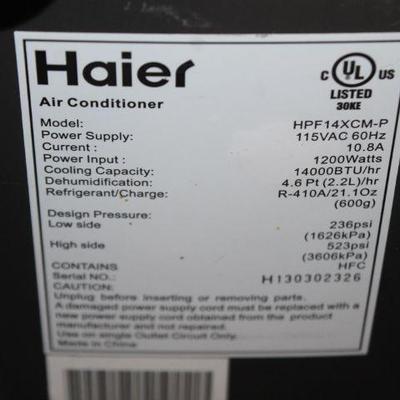 Haier
C UL US
LISTED
30KE
Air Conditioner
Model: HPF14XCM-P
Power Supply: 115VAC 60Hz
Current : 10.8A
Power Input : 1200Watts
Cooling Capacity: 14000BTU/hr
Dehumidification: 4.6 Pt (2.2L)/hr
Refrigerant/Charge: R-410A/21.1Oz
(600g)
Design Pressure:
Low side 236psi
(1626kPa)
High side 523psi
(3606kPa)
CONTAINS HFC
SERIAL NO.: H130302326
CAUTION:
Unplug before inserting or removing parts.
A damaged power supply cord must be replaced with a
new power supply cord obtained from the product
manufacturer and not repaired.
Use on single Outlet Circuit Only.
Made in China